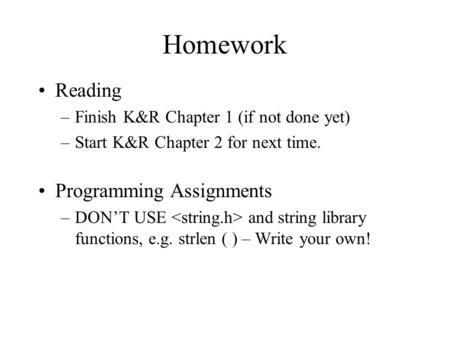 Homework
• Reading
– Finish K&R Chapter 1 (if not done yet)
– Start K&R Chapter 2 for next time.
• Programming Assignments
– DON’T USE <string.h> and string library
functions, e.g. strlen ( ) – Write your own!